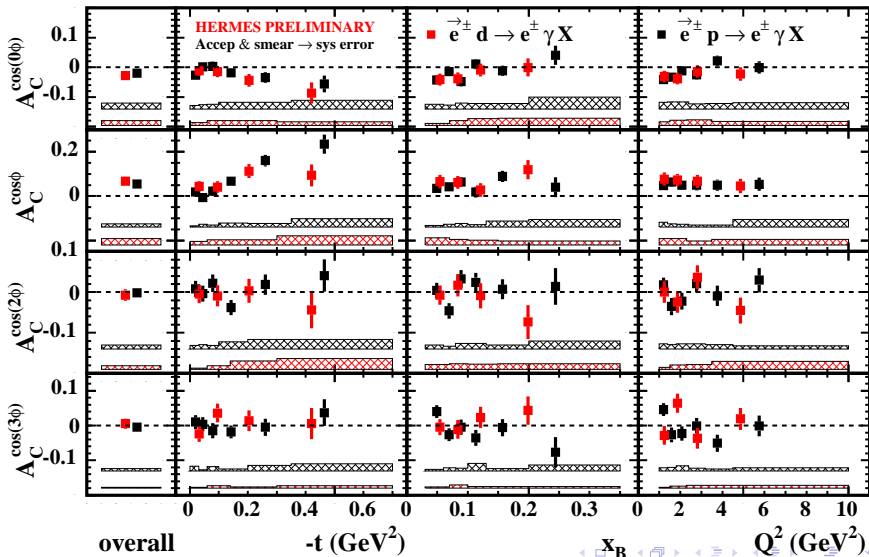 HERMES PRELIMINARY
Accep & smear → sys error
e⃗± d → e± γ X
e⃗± p → e± γ X
A_C^cos(0ϕ)
0.1
0
-0.1
A_C^cosϕ
0.2
0
A_C^cos(2ϕ)
0.1
0
-0.1
A_C^cos(3ϕ)
0.1
0
-0.1
0 0.2 0.4 0.6 0 0.1 0.2 0.3 2 4 6 8 10
overall -t (GeV²) x_B Q² (GeV²)